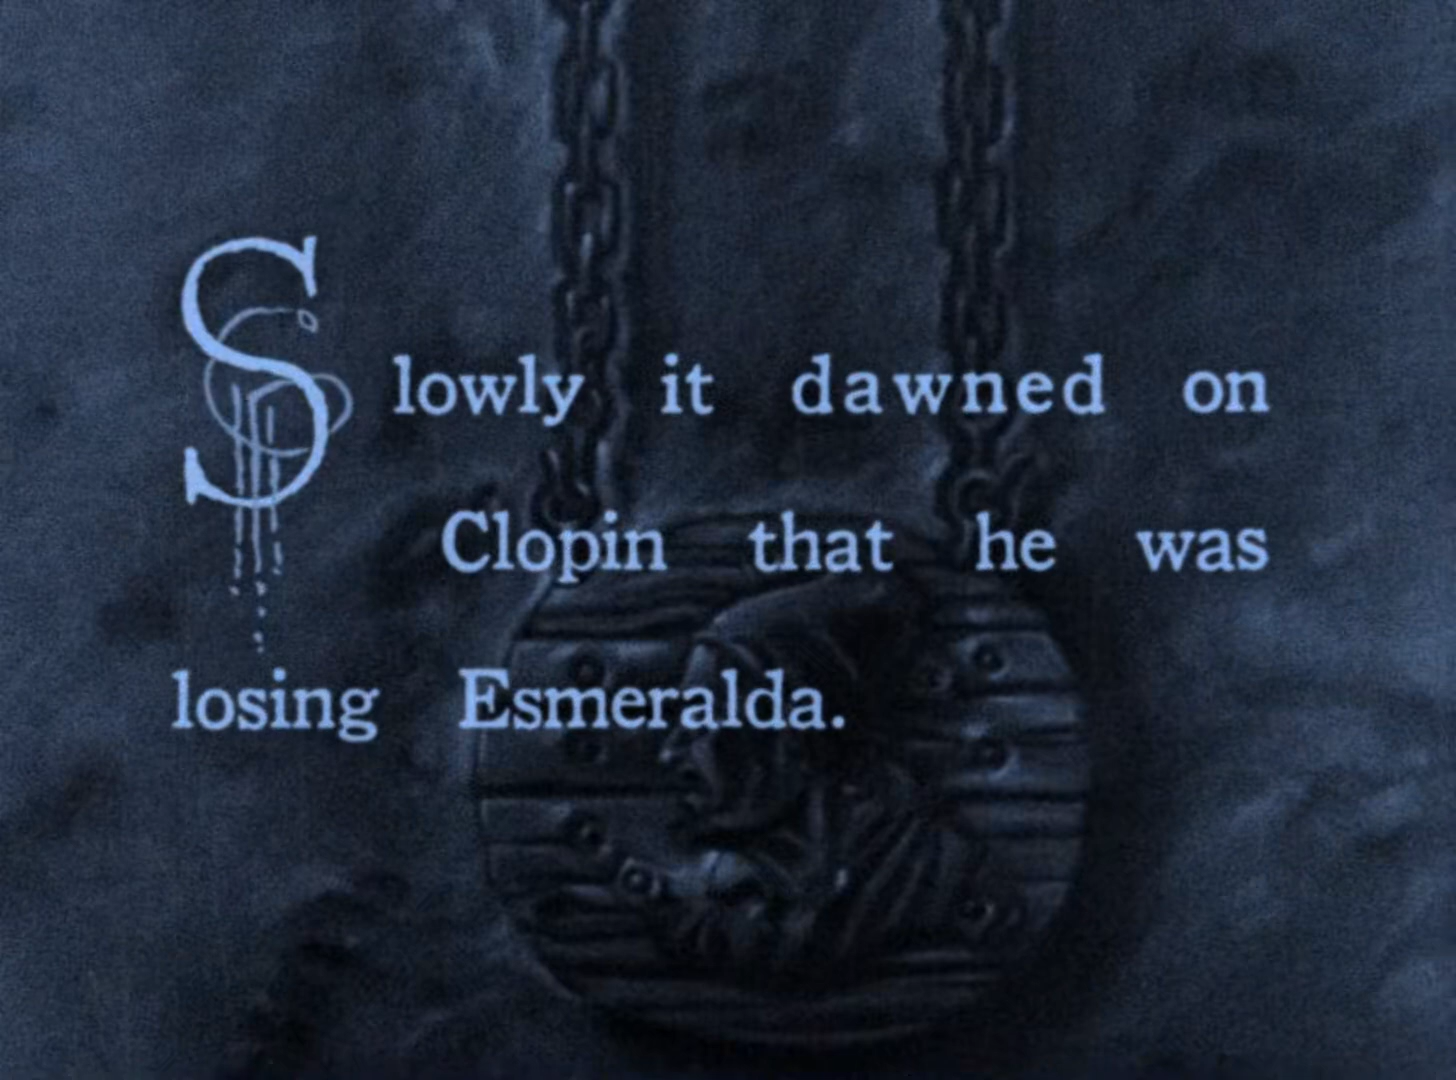 Slowly it dawned on
Clopin that he was
losing Esmeralda.